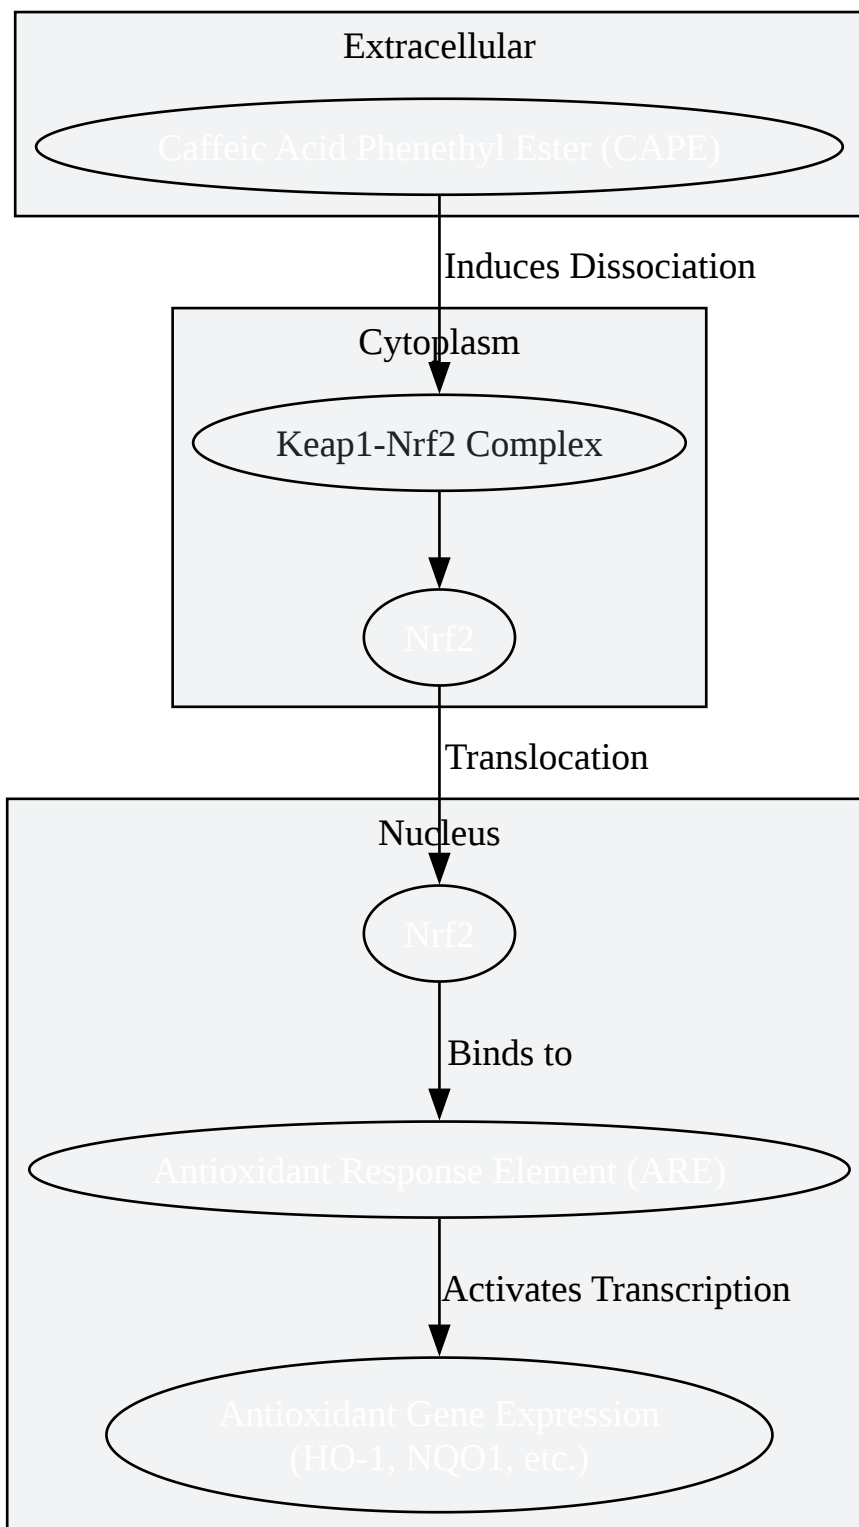 Extracellular
Caffeic Acid Phenethyl Ester (CAPE)
Induces Dissociation
Cytoplasm
Keap1-Nrf2 Complex
Nrf2
Translocation
Nucleus
Nrf2
Binds to
Antioxidant Response Element (ARE)
Activates Transcription
Antioxidant Gene Expression
(HO-1, NQO1, etc.)